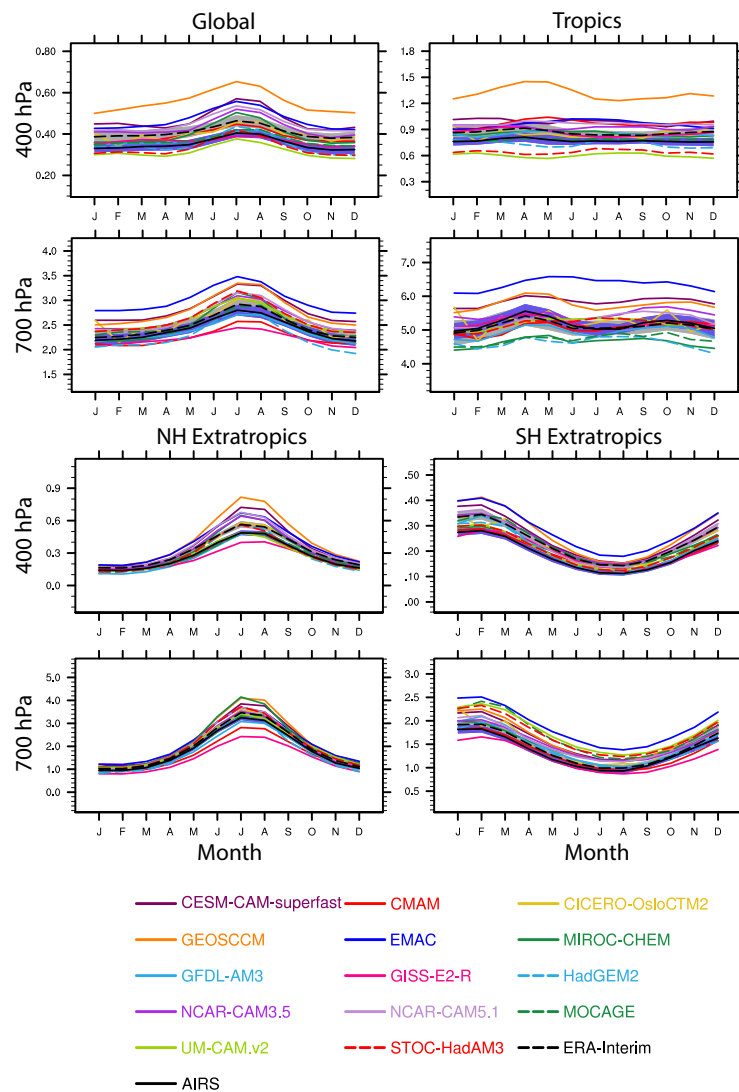 Global Tropics
400 hPa
0.80
0.60
0.40
0.20
J F M A M J J A S O N D
1.8
1.5
1.2
0.9
0.6
0.3
J F M A M J J A S O N D
700 hPa
4.0
3.5
3.0
2.5
2.0
1.5
J F M A M J J A S O N D
7.0
6.0
5.0
4.0
J F M A M J J A S O N D
NH Extratropics SH Extratropics
400 hPa
1.2
0.9
0.6
0.3
0.0
J F M A M J J A S O N D
.50
.40
.30
.20
.10
.00
J F M A M J J A S O N D
700 hPa
5.0
4.0
3.0
2.0
1.0
0.0
J F M A M J J A S O N D
3.0
2.5
2.0
1.5
1.0
0.5
J F M A M J J A S O N D
Month Month
CESM-CAM-superfast CMAM CICERO-OsloCTM2
GEOSCCM EMAC MIROC-CHEM
GFDL-AM3 GISS-E2-R HadGEM2
NCAR-CAM3.5 NCAR-CAM5.1 MOCAGE
UM-CAM.v2 STOC-HadAM3 ERA-Interim
AIRS